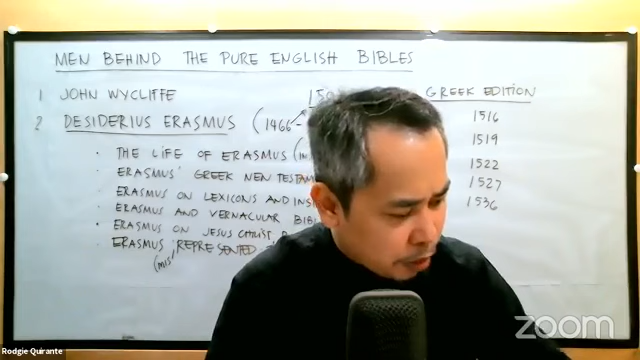 MEN BEHIND THE PURE ENGLISH BIBLES
1 JOHN WYCLIFFE
GREEK EDITION
2 DESIDERIUS ERASMUS (1466 -
1516
1519
1522
1527
1536
• THE LIFE OF ERASMUS
• ERASMUS' GREEK NEW
• ERASMUS ON LEXICONS AND
• ERASMUS AND VERNACULAR
• ERASMUS ON JESUS CHRIST
• ERASMUS REPRESENTED
(mis)
Rodgie Quirante
zoom